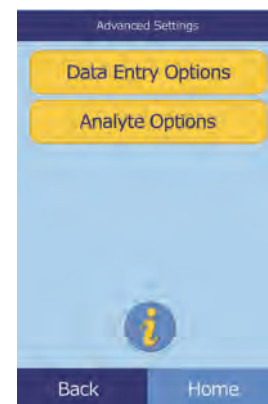 Advanced Settings
Data Entry Options
Analyte Options
i
Back Home